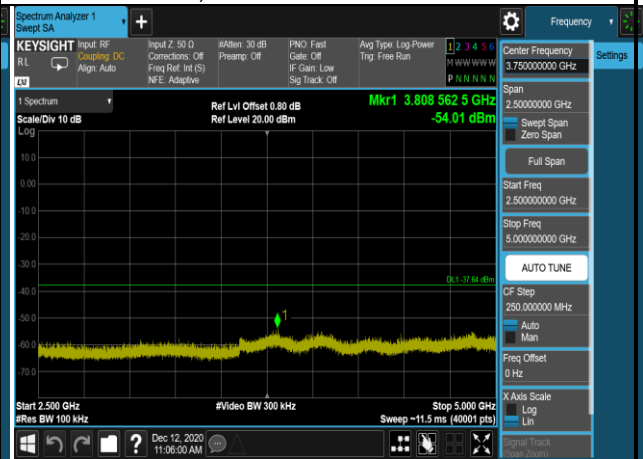 Spectrum Analyzer 1
Swept SA
Frequency
KEYSIGHT
RL
LXI
Input: RF
Coupling: DC
Align: Auto
Input Z: 50 Ω
Corrections: Off
Freq Ref: Int (S)
NFE: Adaptive
#Atten: 30 dB
Preamp: Off
PNO: Fast
Gate: Off
IF Gain: Low
Sig Track: Off
Avg Type: Log-Power
Trig: Free Run
1 2 3 4 5 6
M W W W W W
P N N N N N
Center Frequency
3.750000000 GHz
Settings
Span
2.50000000 GHz
Swept Span
Zero Span
Full Span
Start Freq
2.500000000 GHz
Stop Freq
5.000000000 GHz
AUTO TUNE
CF Step
250.000000 MHz
Auto
Man
Freq Offset
0 Hz
X Axis Scale
Log
Lin
Signal Track
(Span Zoom)
1 Spectrum
Scale/Div 10 dB
Log
Ref Lvl Offset 0.80 dB
Ref Level 20.00 dBm
Mkr1 3.808 562 5 GHz
-54.01 dBm
10.0
0.00
-10.0
-20.0
-30.0
-40.0
-50.0
-60.0
-70.0
DL1 -37.64 dBm
1
Start 2.500 GHz
#Res BW 100 kHz
#Video BW 300 kHz
Stop 5.000 GHz
Sweep ~11.5 ms (40001 pts)
?
Dec 12, 2020
11:06:00 AM